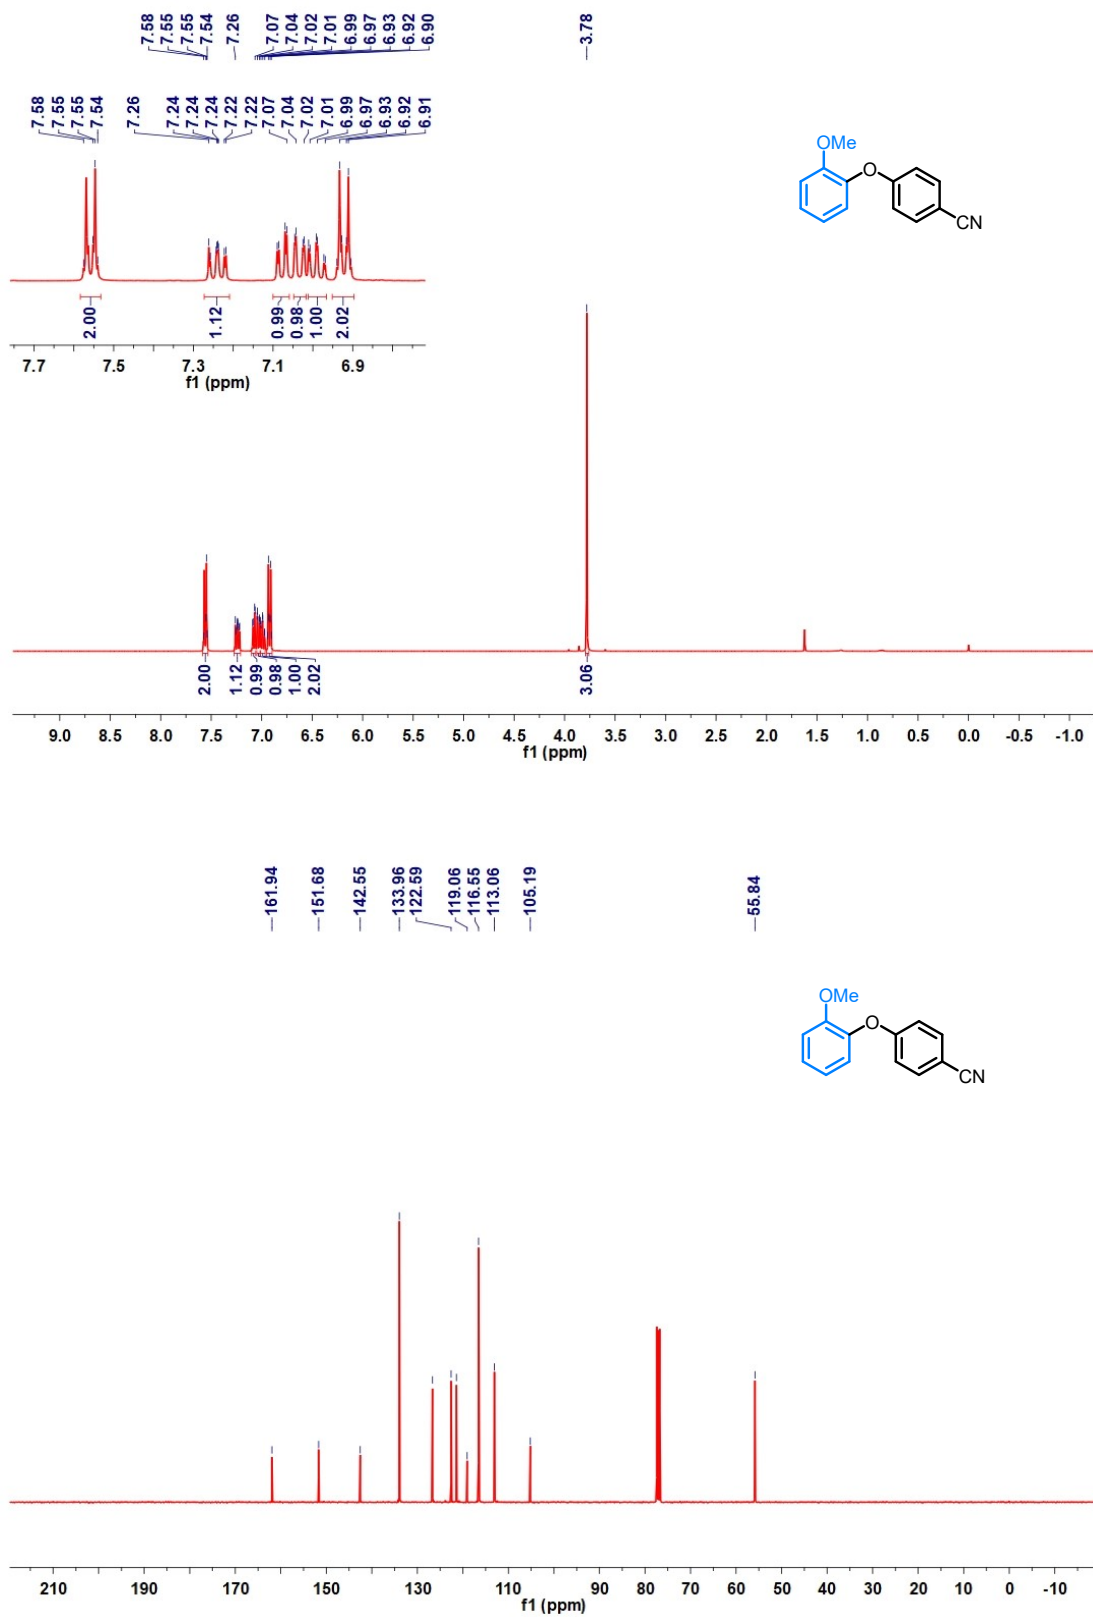 7.58 7.55 7.55 7.54 7.26 7.07 7.04 7.02 7.01 6.99 6.97 6.93 6.92 6.90 3.78
7.58 7.55 7.55 7.54 7.26 7.24 7.24 7.24 7.22 7.22 7.07 7.04 7.02 7.01 6.99 6.97 6.93 6.92 6.91
OMe
O
CN
2.00 1.12 0.99 0.98 1.00 2.02
7.7 7.5 7.3 7.1 6.9
f1 (ppm)
2.00 1.12 0.99 0.98 1.00 2.02 3.06
9.0 8.5 8.0 7.5 7.0 6.5 6.0 5.5 5.0 4.5 4.0 3.5 3.0 2.5 2.0 1.5 1.0 0.5 0.0 -0.5 -1.0
f1 (ppm)
161.94 151.68 142.55 133.96 122.59 119.06 116.55 113.06 105.19 55.84
OMe
O
CN
210 190 170 150 130 110 90 80 70 60 50 40 30 20 10 0 -10
f1 (ppm)